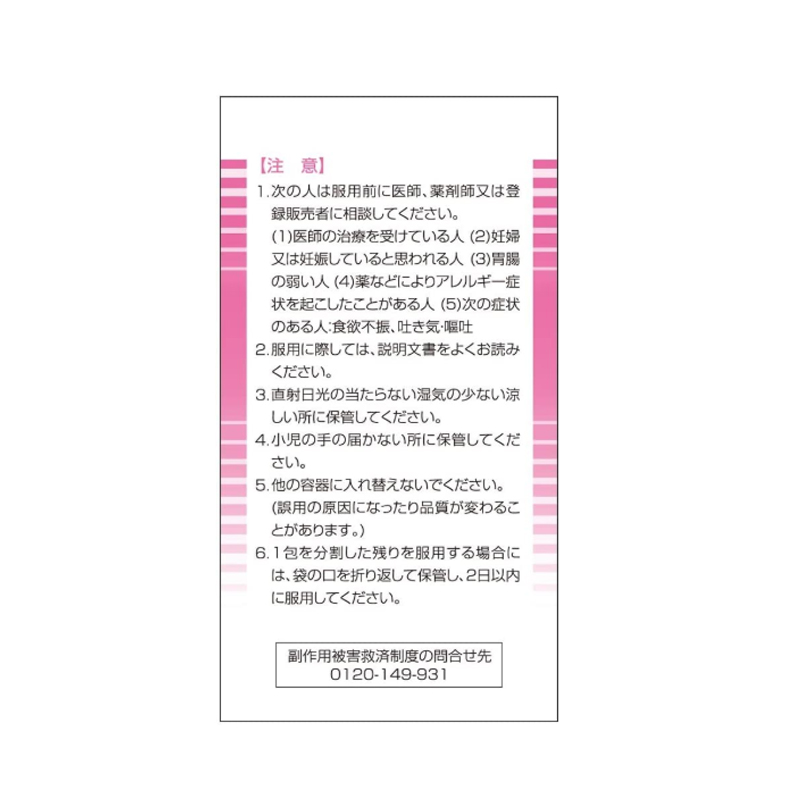 【注　意】
1.次の人は服用前に医師、薬剤師又は登
録販売者に相談してください。
(1)医師の治療を受けている人 (2)妊婦
又は妊娠していると思われる人 (3)胃腸
の弱い人 (4)薬などによりアレルギー症
状を起こしたことがある人 (5)次の症状
のある人:食欲不振、吐き気・嘔吐
2.服用に際しては、説明文書をよくお読み
ください。
3.直射日光の当たらない湿気の少ない涼
しい所に保管してください。
4.小児の手の届かない所に保管してくだ
さい。
5.他の容器に入れ替えないでください。
(誤用の原因になったり品質が変わるこ
とがあります。)
6.1包を分割した残りを服用する場合に
は、袋の口を折り返して保管し、2日以内
に服用してください。
副作用被害救済制度の問合せ先
0120-149-931